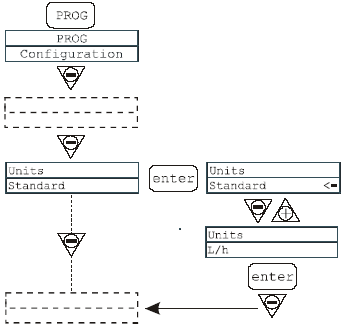 PROG
PROG
Configuration
Units
Standard
enter
Units
Standard <-
Units
L/h
enter